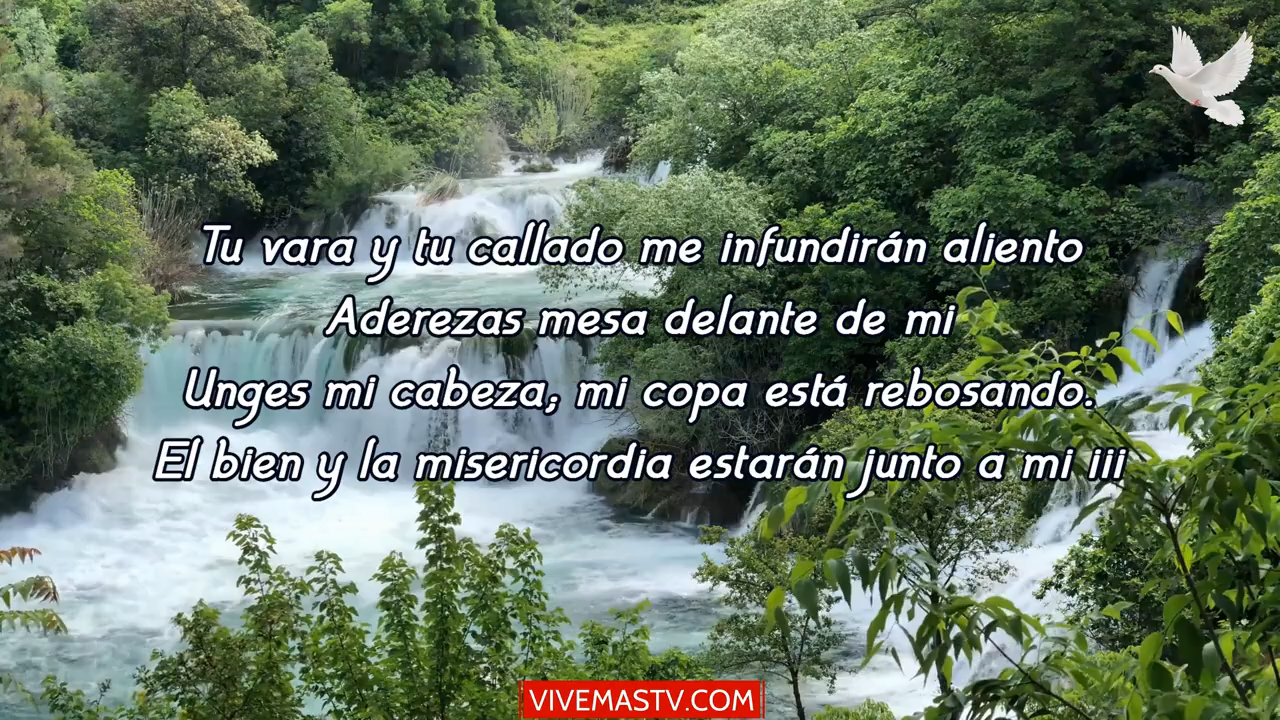 Tu vara y tu callado me infundirán aliento
Aderezas mesa delante de mi
Unges mi cabeza, mi copa está rebosando.
El bien y la misericordia estarán junto a mi iii
VIVEMASTV.COM